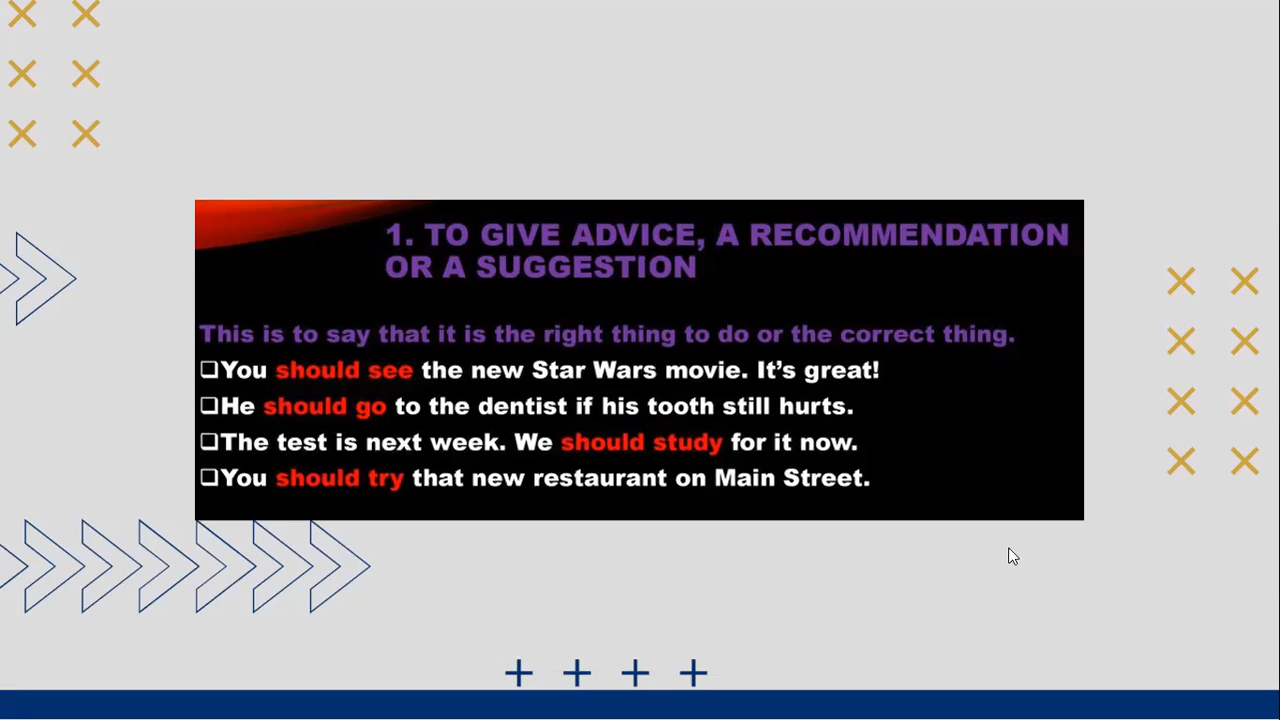 1. TO GIVE ADVICE, A RECOMMENDATION
OR A SUGGESTION
This is to say that it is the right thing to do or the correct thing.
❑You should see the new Star Wars movie. It’s great!
❑He should go to the dentist if his tooth still hurts.
❑The test is next week. We should study for it now.
❑You should try that new restaurant on Main Street.